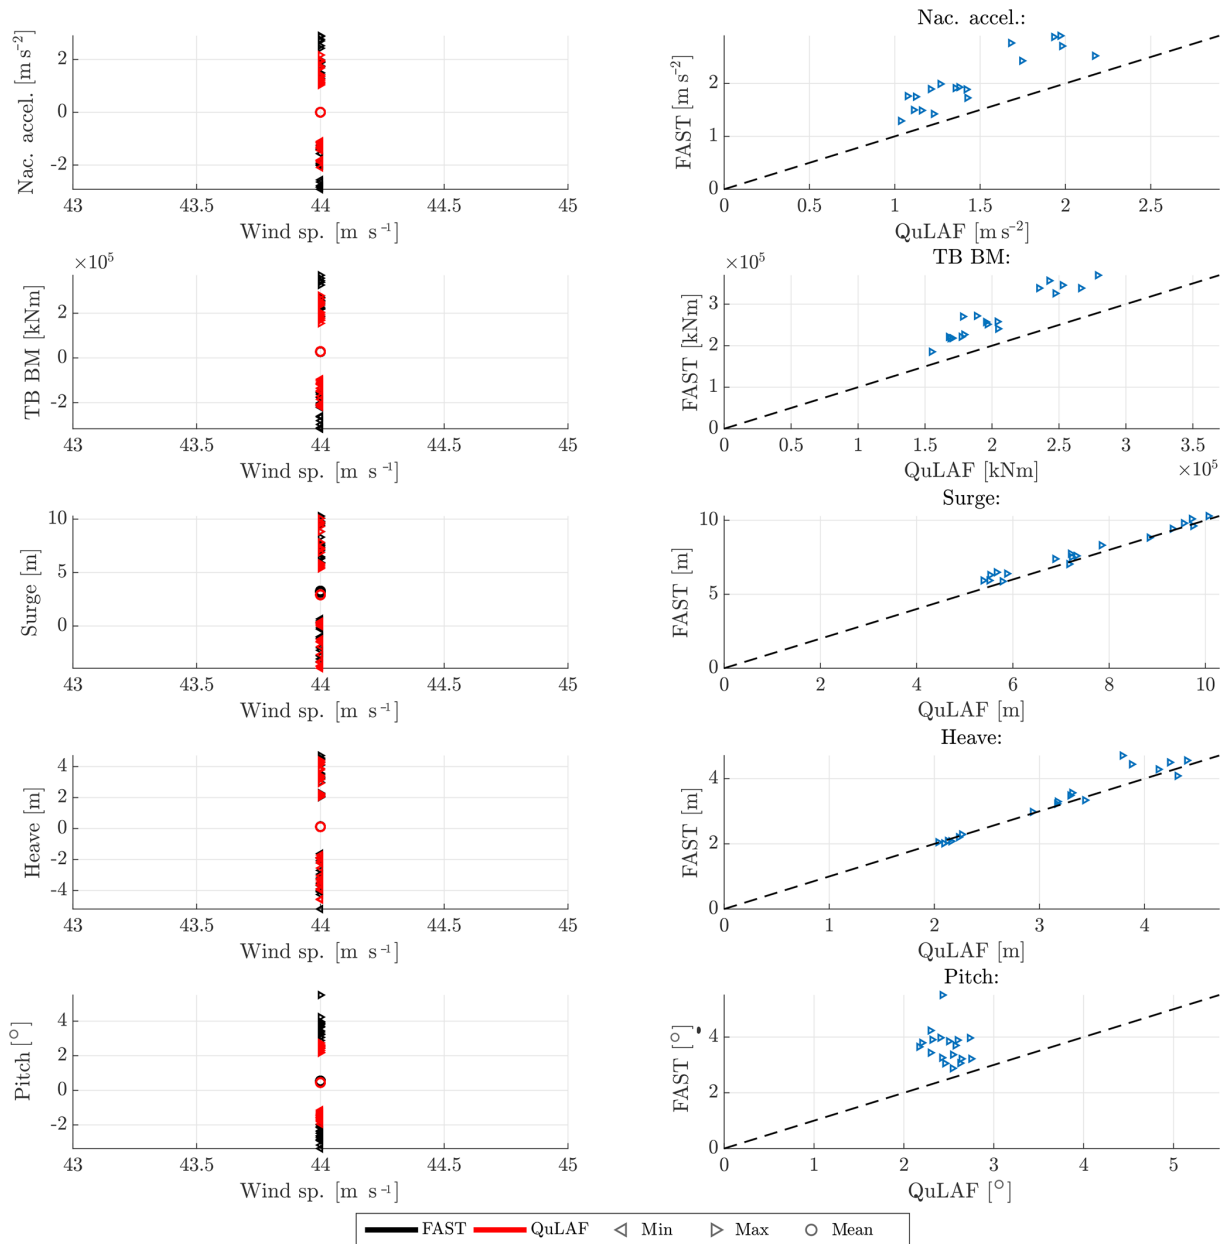 Nac. accel.:
Nac. accel. [m s⁻²]
2
0
-2
43 43.5 44 44.5 45
Wind sp. [m s⁻¹]
FAST [m s⁻²]
2
1
0
0 0.5 1 1.5 2 2.5
QuLAF [m s⁻²]
TB BM:
×10⁵
TB BM [kNm]
2
0
-2
43 43.5 44 44.5 45
Wind sp. [m s⁻¹]
×10⁵
FAST [kNm]
3
2
1
0
0 0.5 1 1.5 2 2.5 3 3.5
QuLAF [kNm]
×10⁵
Surge:
Surge [m]
10
5
0
43 43.5 44 44.5 45
Wind sp. [m s⁻¹]
FAST [m]
10
5
0
0 2 4 6 8 10
QuLAF [m]
Heave:
Heave [m]
4
2
0
-2
-4
43 43.5 44 44.5 45
Wind sp. [m s⁻¹]
FAST [m]
4
2
0
0 1 2 3 4
QuLAF [m]
Pitch:
Pitch [°]
4
2
0
-2
43 43.5 44 44.5 45
Wind sp. [m s⁻¹]
FAST [°]
4
2
0
0 1 2 3 4 5
QuLAF [°]
FAST QuLAF Min Max Mean